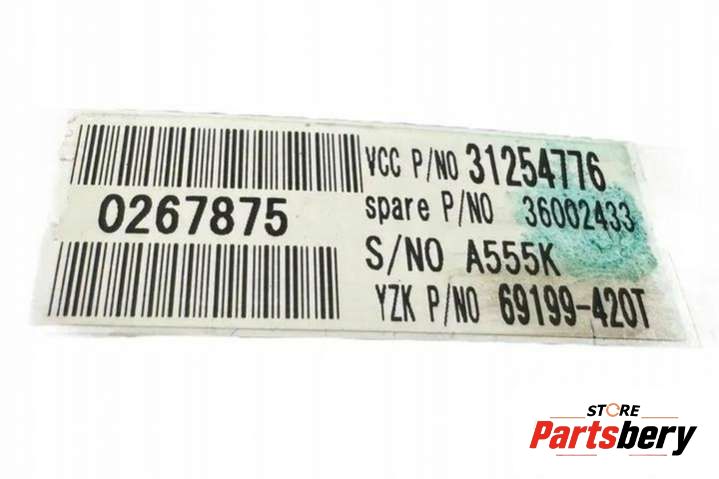 0267875
VCC P/NO 31254776
spare P/NO 36002433
S/NO A555K
YZK P/NO 69199-420T
STORE
Partsbery